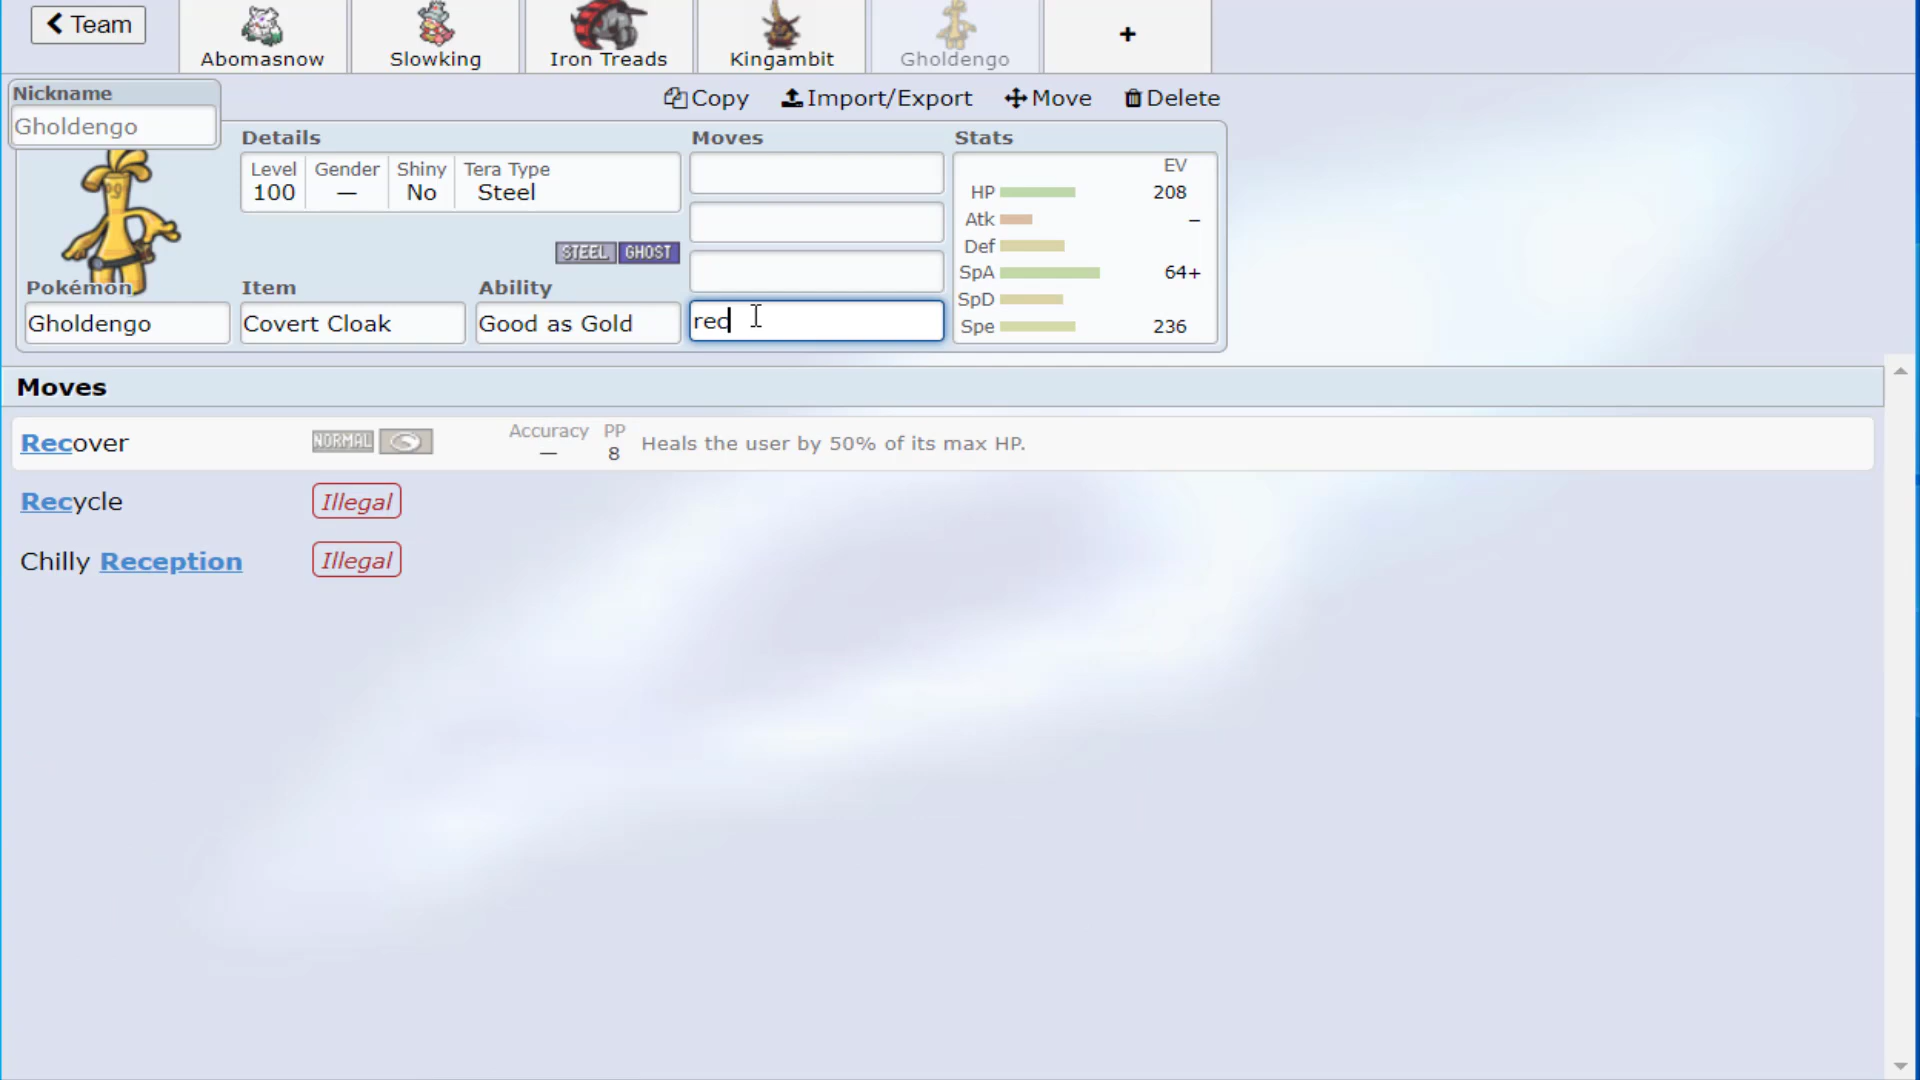 Team
Abomasnow
Slowking
Iron Treads
Kingambit
Gholdengo
+
Nickname
Gholdengo
Copy
Import/Export
Move
Delete
Details
Moves
Stats
Level
Gender
Shiny
Tera Type
100
—
No
Steel
EV
HP 208
Atk –
Def
SpA 64+
SpD
Spe 236
STEEL GHOST
Pokémon
Item
Ability
Gholdengo
Covert Cloak
Good as Gold
rec
Moves
Recover NORMAL Accuracy — PP 8 Heals the user by 50% of its max HP.
Recycle Illegal
Chilly Reception Illegal